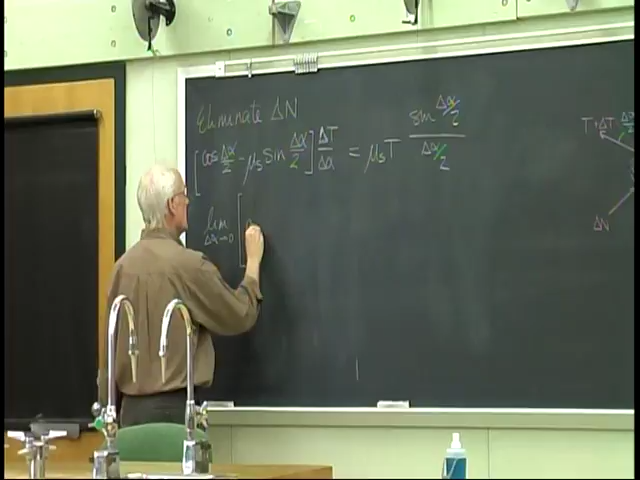 Eliminate ΔN
[cos Δα/2 - μs sin Δα/2] ΔT/Δα = μsT sin Δα/2 / Δα/2
lim Δα→0 [
T+ΔT
ΔN